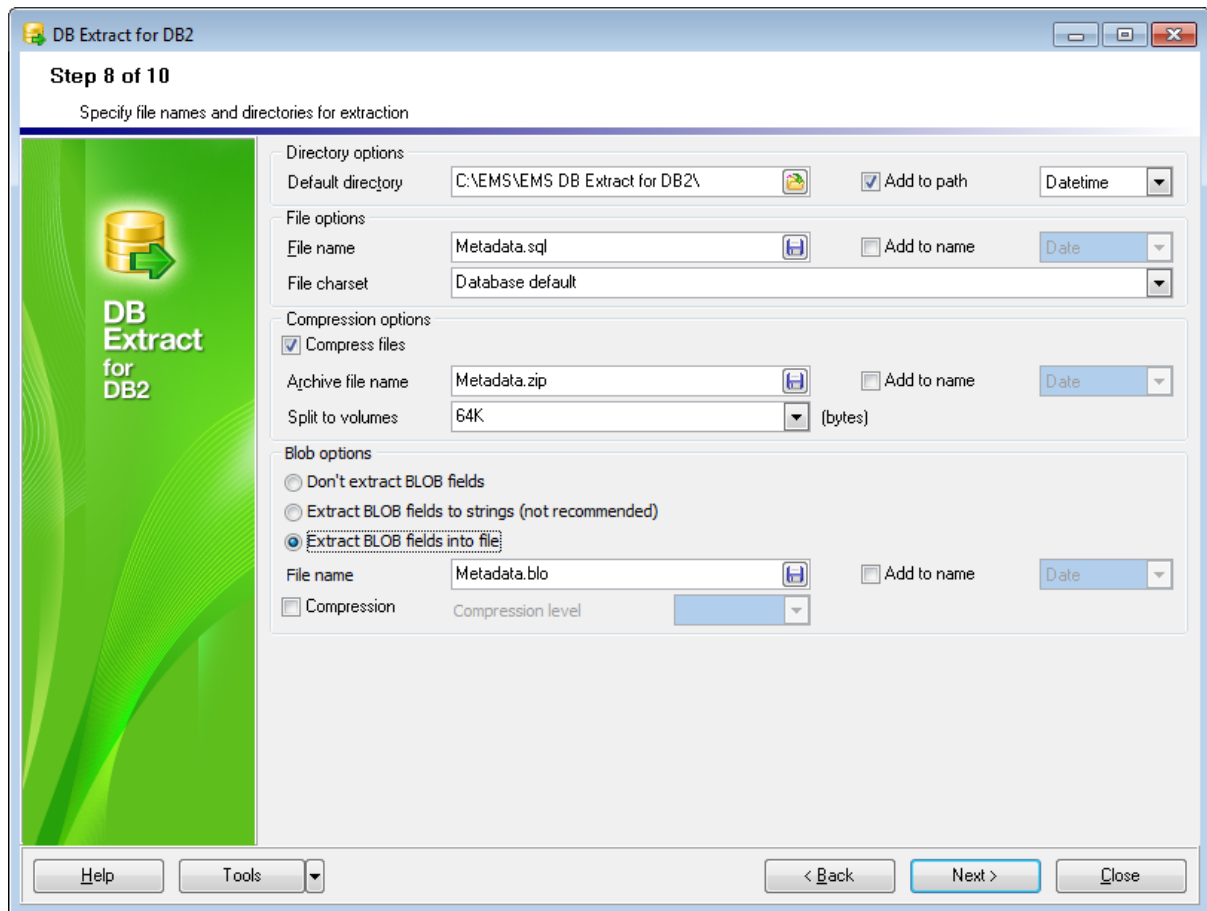 DB Extract for DB2
Step 8 of 10
Specify file names and directories for extraction
DB
Extract
for
DB2
Directory options
Default directory C:\EMS\EMS DB Extract for DB2\ Add to path Datetime
File options
File name Metadata.sql Add to name Date
File charset Database default
Compression options
Compress files
Archive file name Metadata.zip Add to name Date
Split to volumes 64K (bytes)
Blob options
Don't extract BLOB fields
Extract BLOB fields to strings (not recommended)
Extract BLOB fields into file
File name Metadata.blo Add to name Date
Compression Compression level
Help Tools < Back Next > Close